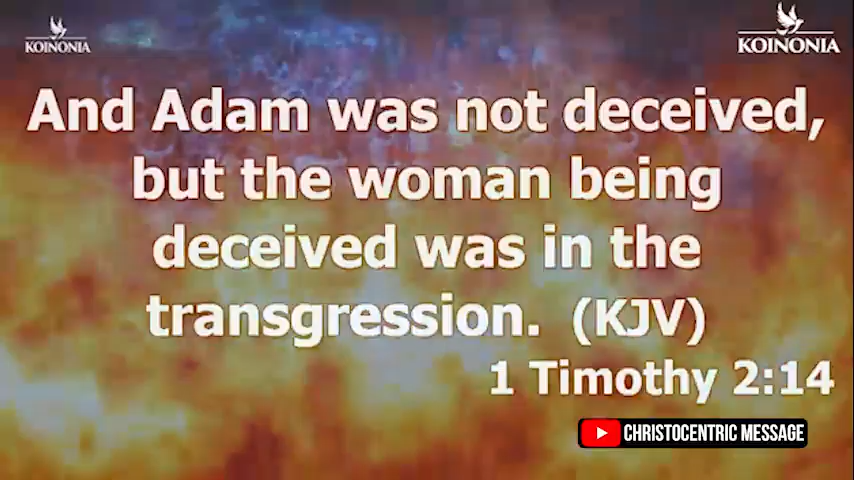 KOINONIA
KOINONIA
And Adam was not deceived,
but the woman being
deceived was in the
transgression. (KJV)
1 Timothy 2:14
CHRISTOCENTRIC MESSAGE